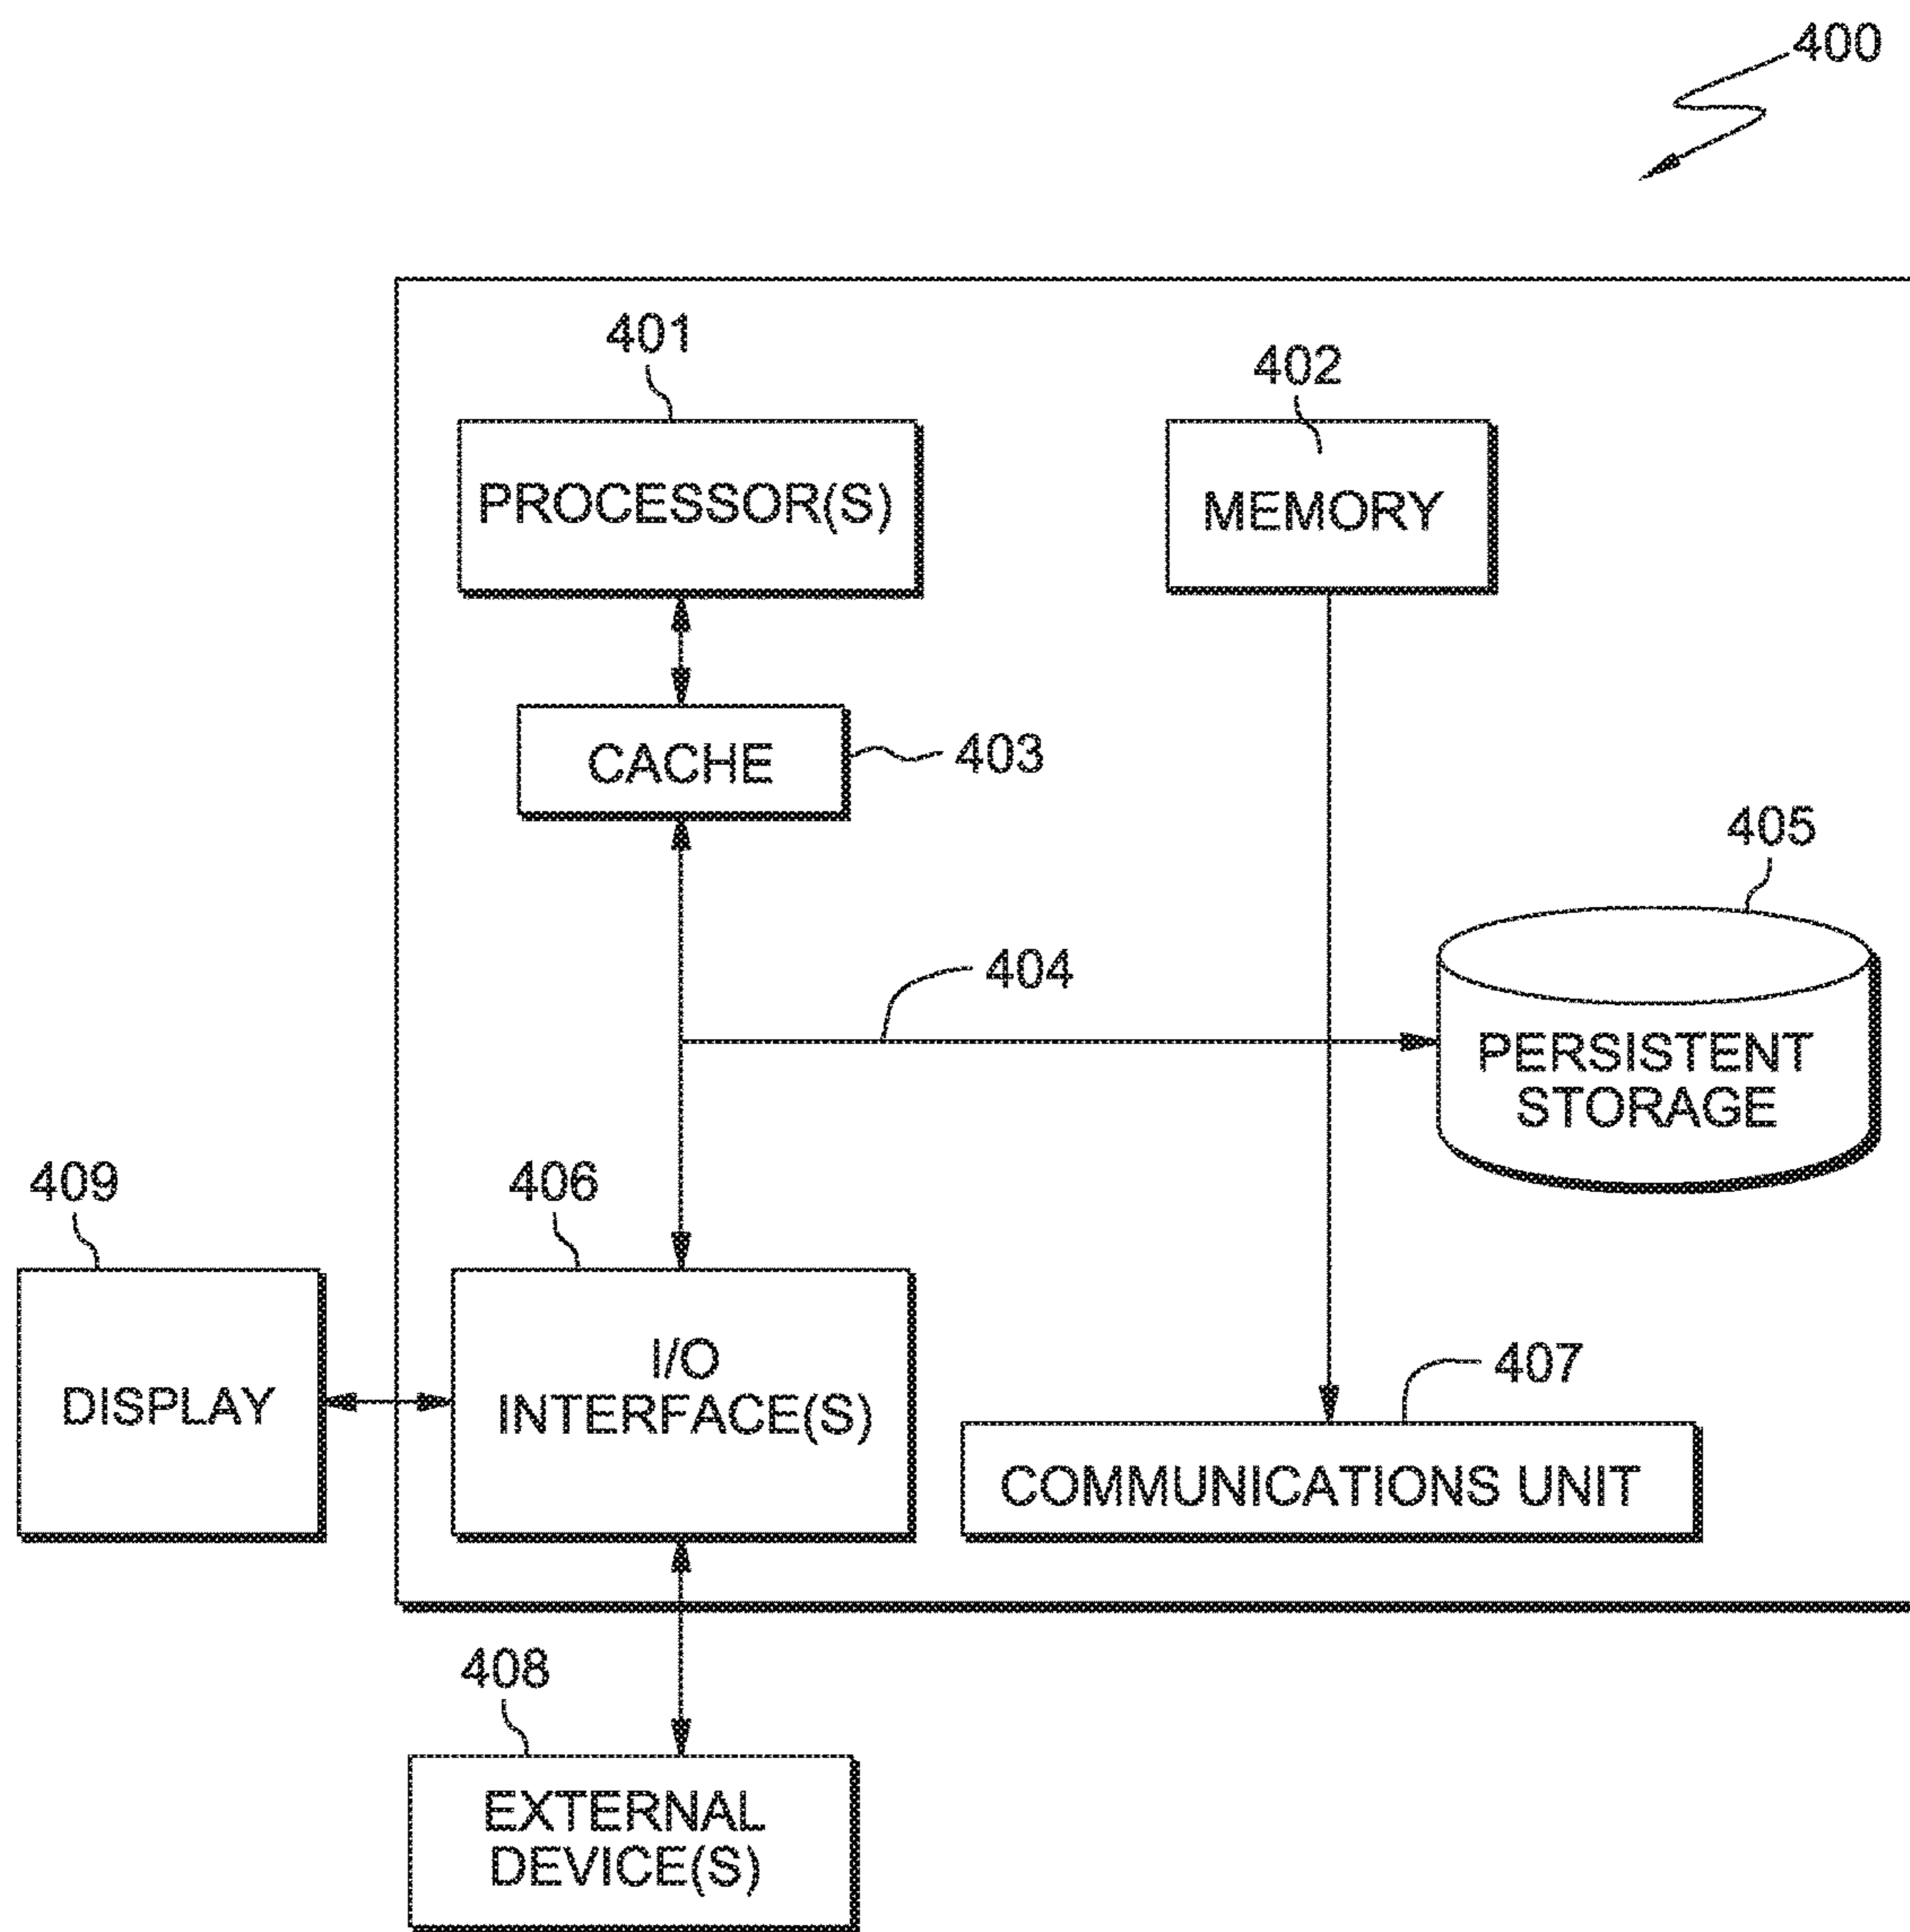 400
401
402
PROCESSOR(S)
MEMORY
CACHE
403
405
404
PERSISTENT
STORAGE
409
406
I/O
INTERFACE(S)
DISPLAY
407
COMMUNICATIONS UNIT
408
EXTERNAL
DEVICE(S)